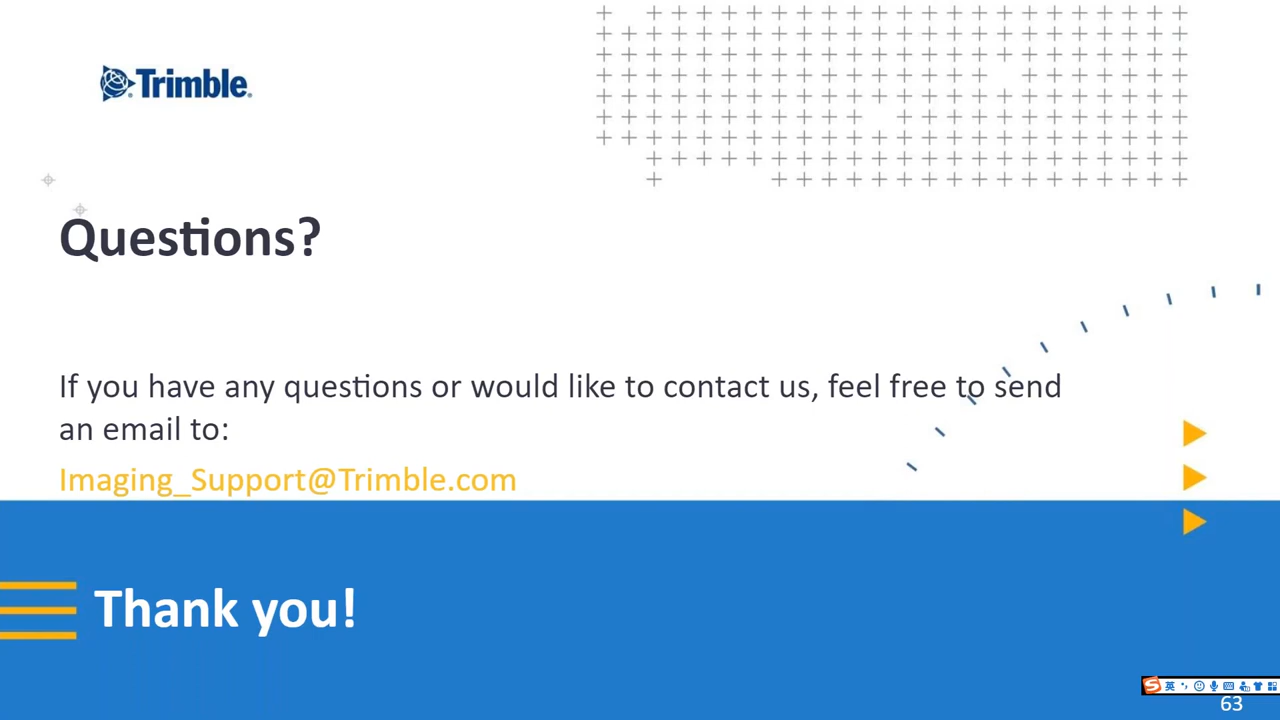 Trimble
Questions?
If you have any questions or would like to contact us, feel free to send
an email to:
Imaging_Support@Trimble.com
Thank you!
英
63